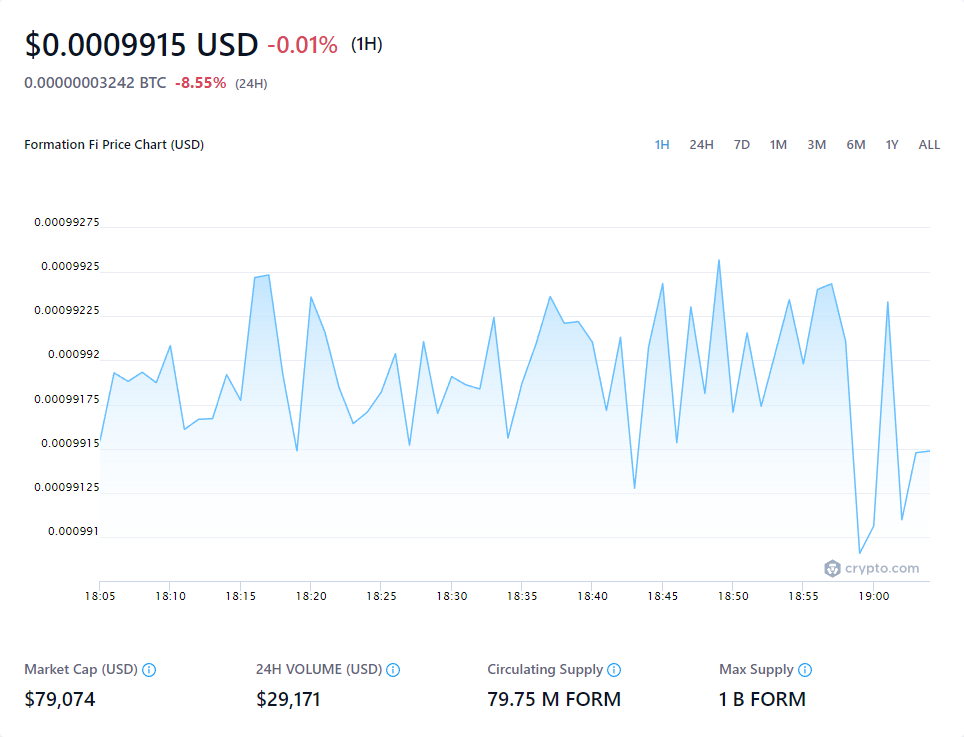 $0.0009915 USD -0.01% (1H)
0.00000003242 BTC -8.55% (24H)
Formation Fi Price Chart (USD)
1H 24H 7D 1M 3M 6M 1Y ALL
0.00099275
0.0009925
0.00099225
0.000992
0.00099175
0.0009915
0.00099125
0.000991
crypto.com
18:05 18:10 18:15 18:20 18:25 18:30 18:35 18:40 18:45 18:50 18:55 19:00
Market Cap (USD) 24H VOLUME (USD) Circulating Supply Max Supply
$79,074 $29,171 79.75 M FORM 1 B FORM